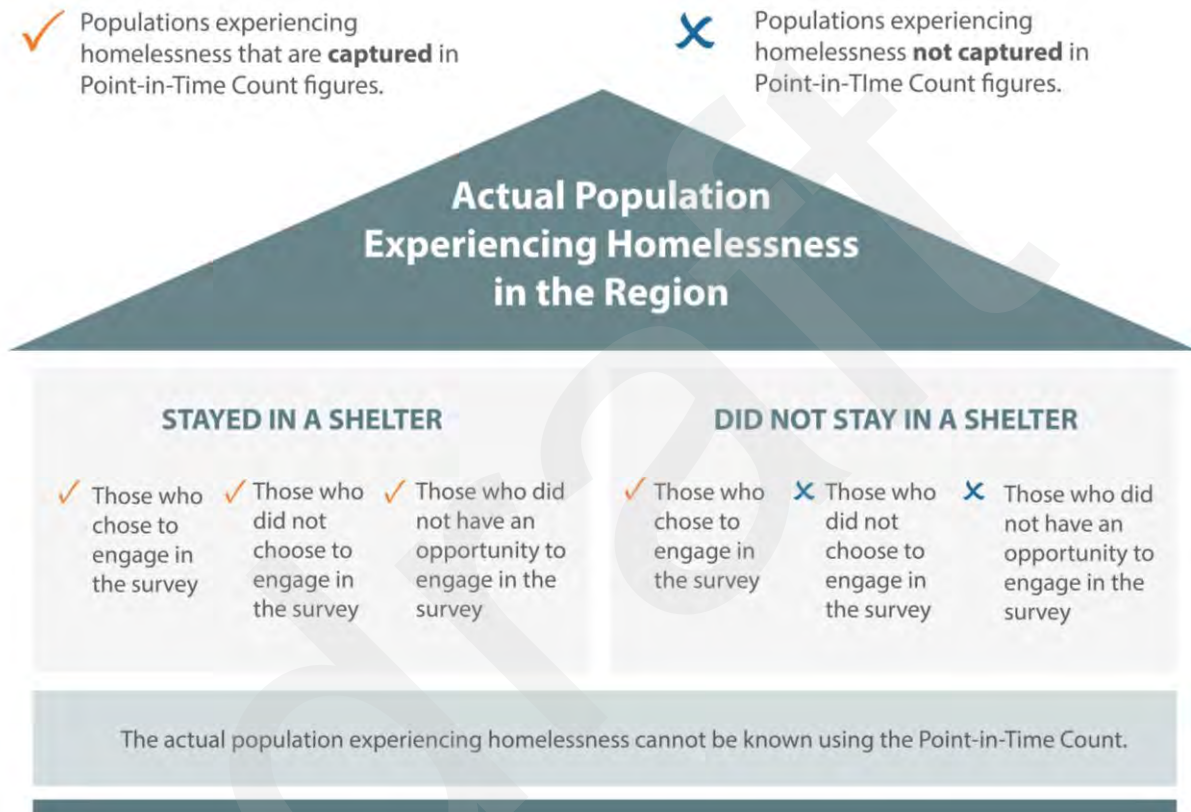 Populations experiencing
homelessness that are captured in
Point-in-Time Count figures.
Populations experiencing
homelessness not captured in
Point-in-TIme Count figures.
Actual Population
Experiencing Homelessness
in the Region
STAYED IN A SHELTER
Those who
chose to
engage in
the survey
Those who
did not
choose to
engage in
the survey
Those who did
not have an
opportunity to
engage in the
survey
DID NOT STAY IN A SHELTER
Those who
chose to
engage in
the survey
Those who
did not
choose to
engage in
the survey
Those who did
not have an
opportunity to
engage in the
survey
The actual population experiencing homelessness cannot be known using the Point-in-Time Count.
draft